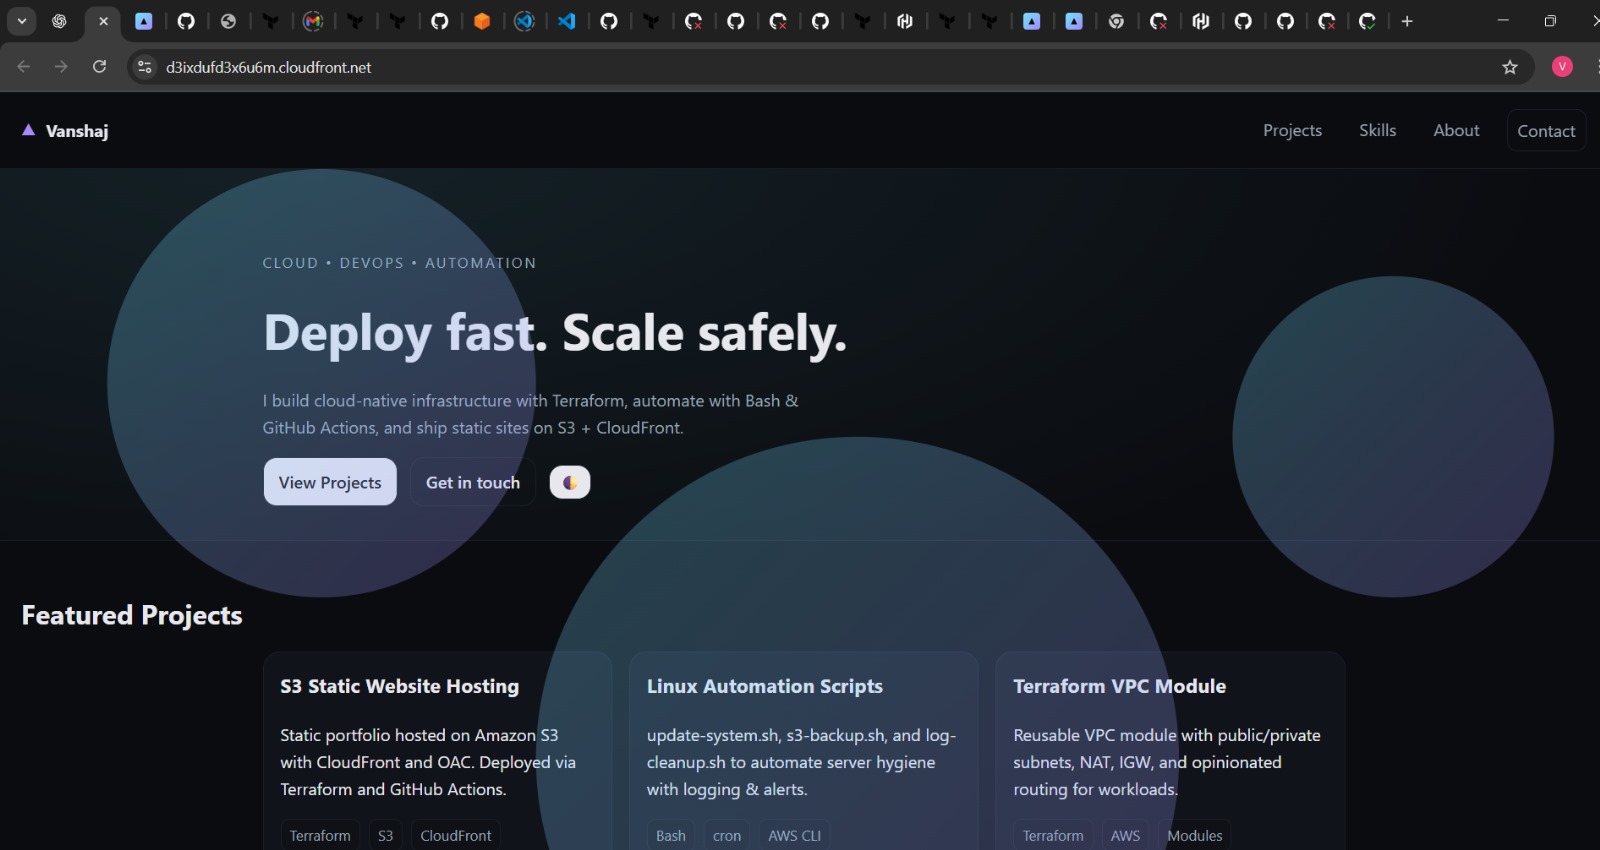 d3ixdufd3x6u6m.cloudfront.net
V
Vanshaj
Projects
Skills
About
Contact
CLOUD • DEVOPS • AUTOMATION
Deploy fast. Scale safely.
I build cloud-native infrastructure with Terraform, automate with Bash &
GitHub Actions, and ship static sites on S3 + CloudFront.
View Projects
Get in touch
Featured Projects
S3 Static Website Hosting
Static portfolio hosted on Amazon S3
with CloudFront and OAC. Deployed via
Terraform and GitHub Actions.
Terraform
S3
CloudFront
Linux Automation Scripts
update-system.sh, s3-backup.sh, and log-
cleanup.sh to automate server hygiene
with logging & alerts.
Bash
cron
AWS CLI
Terraform VPC Module
Reusable VPC module with public/private
subnets, NAT, IGW, and opinionated
routing for workloads.
Terraform
AWS
Modules